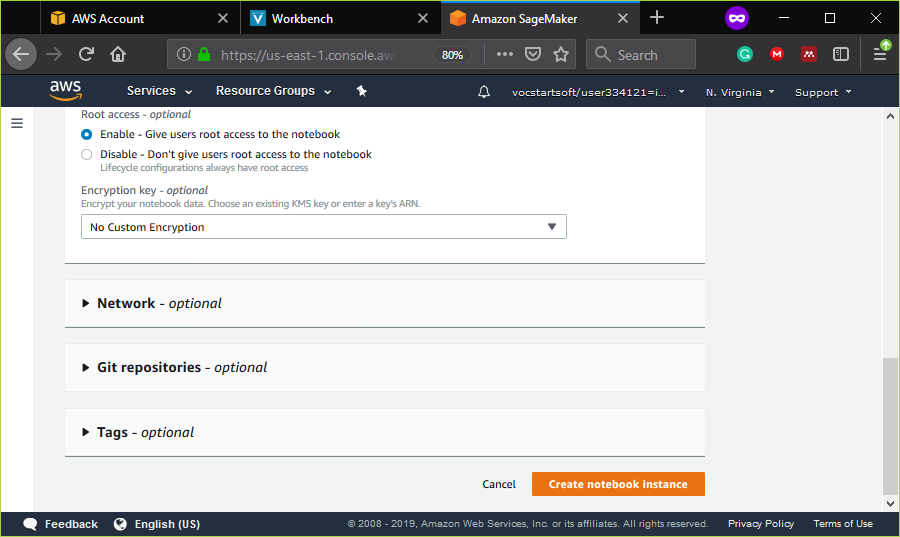 AWS Account
Workbench
Amazon SageMaker
https://us-east-1.console.aws
80%
Search
aws
Services
Resource Groups
vocstartsoft/user334121=i...
N. Virginia
Support
Root access - optional
Enable - Give users root access to the notebook
Disable - Don't give users root access to the notebook
Lifecycle configurations always have root access
Encryption key - optional
Encrypt your notebook data. Choose an existing KMS key or enter a key's ARN.
No Custom Encryption
Network - optional
Git repositories - optional
Tags - optional
Cancel
Create notebook instance
Feedback
English (US)
© 2008 - 2019, Amazon Web Services, Inc. or its affiliates. All rights reserved.
Privacy Policy
Terms of Use